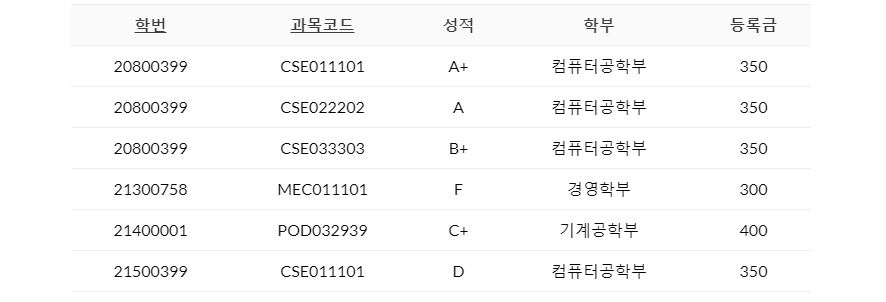 학번 과목코드 성적 학부 등록금
20800399 CSE011101 A+ 컴퓨터공학부 350
20800399 CSE022202 A 컴퓨터공학부 350
20800399 CSE033303 B+ 컴퓨터공학부 350
21300758 MEC011101 F 경영학부 300
21400001 POD032939 C+ 기계공학부 400
21500399 CSE011101 D 컴퓨터공학부 350